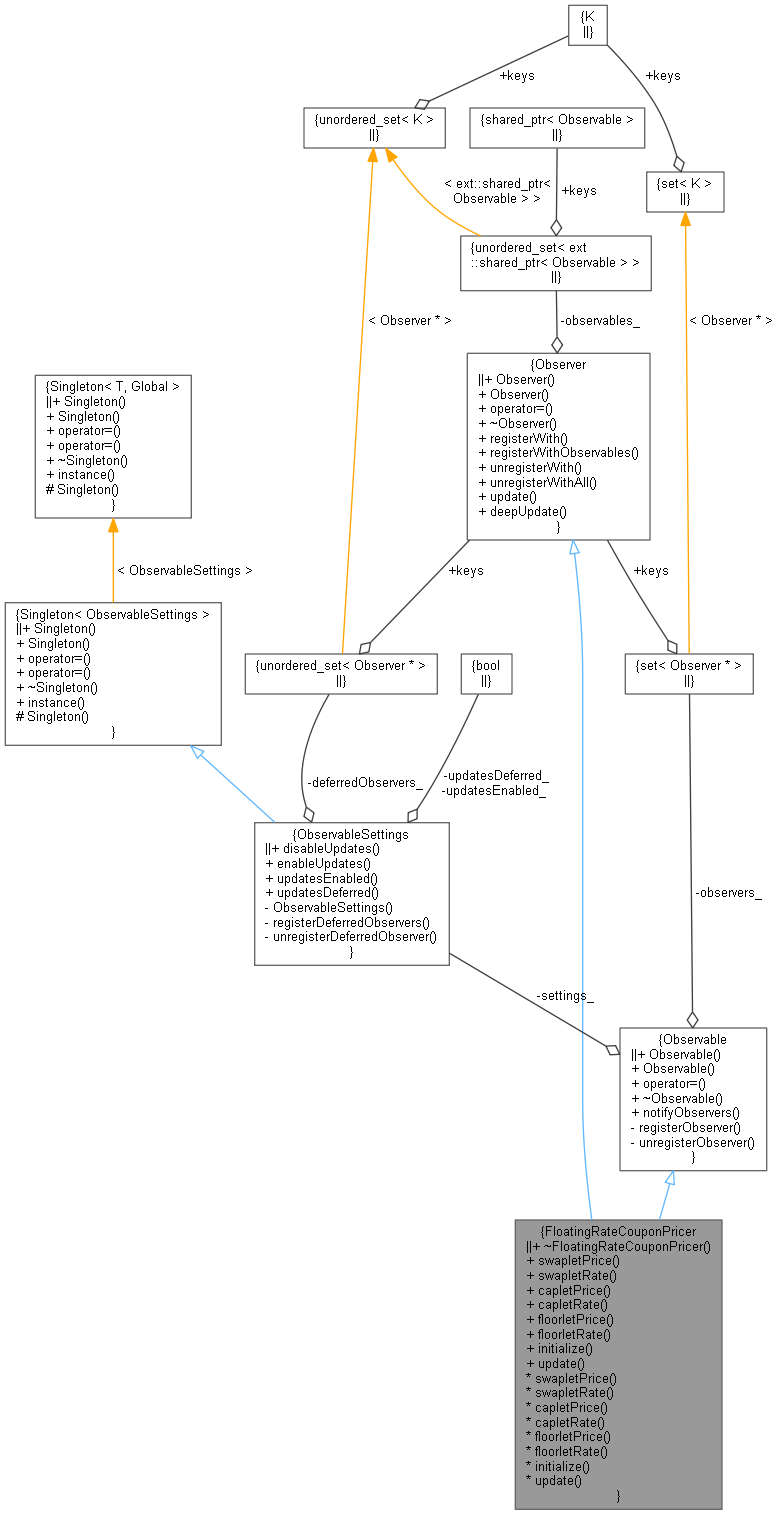 {K
||}
+keys
+keys
{unordered_set< K >
||}
{shared_ptr< Observable >
||}
{set< K >
||}
< ext::shared_ptr<
Observable > >
+keys
{unordered_set< ext
::shared_ptr< Observable > >
||}
< Observer * >
-observables_
< Observer * >
{Observer
||+ Observer()
+ Observer()
+ operator=()
+ ~Observer()
+ registerWith()
+ registerWithObservables()
+ unregisterWith()
+ unregisterWithAll()
+ update()
+ deepUpdate()
}
{Singleton< T, Global >
||+ Singleton()
+ Singleton()
+ operator=()
+ operator=()
+ ~Singleton()
+ instance()
# Singleton()
}
< ObservableSettings >
+keys
+keys
{Singleton< ObservableSettings >
||+ Singleton()
+ Singleton()
+ operator=()
+ operator=()
+ ~Singleton()
+ instance()
# Singleton()
}
{unordered_set< Observer * >
||}
{bool
||}
{set< Observer * >
||}
-deferredObservers_
-updatesDeferred_
-updatesEnabled_
{ObservableSettings
||+ disableUpdates()
+ enableUpdates()
+ updatesEnabled()
+ updatesDeferred()
- ObservableSettings()
- registerDeferredObservers()
- unregisterDeferredObserver()
}
-observers_
-settings_
{Observable
||+ Observable()
+ Observable()
+ operator=()
+ ~Observable()
+ notifyObservers()
- registerObserver()
- unregisterObserver()
}
{FloatingRateCouponPricer
||+ ~FloatingRateCouponPricer()
+ swapletPrice()
+ swapletRate()
+ capletPrice()
+ capletRate()
+ floorletPrice()
+ floorletRate()
+ initialize()
+ update()
* swapletPrice()
* swapletRate()
* capletPrice()
* capletRate()
* floorletPrice()
* floorletRate()
* initialize()
* update()
}